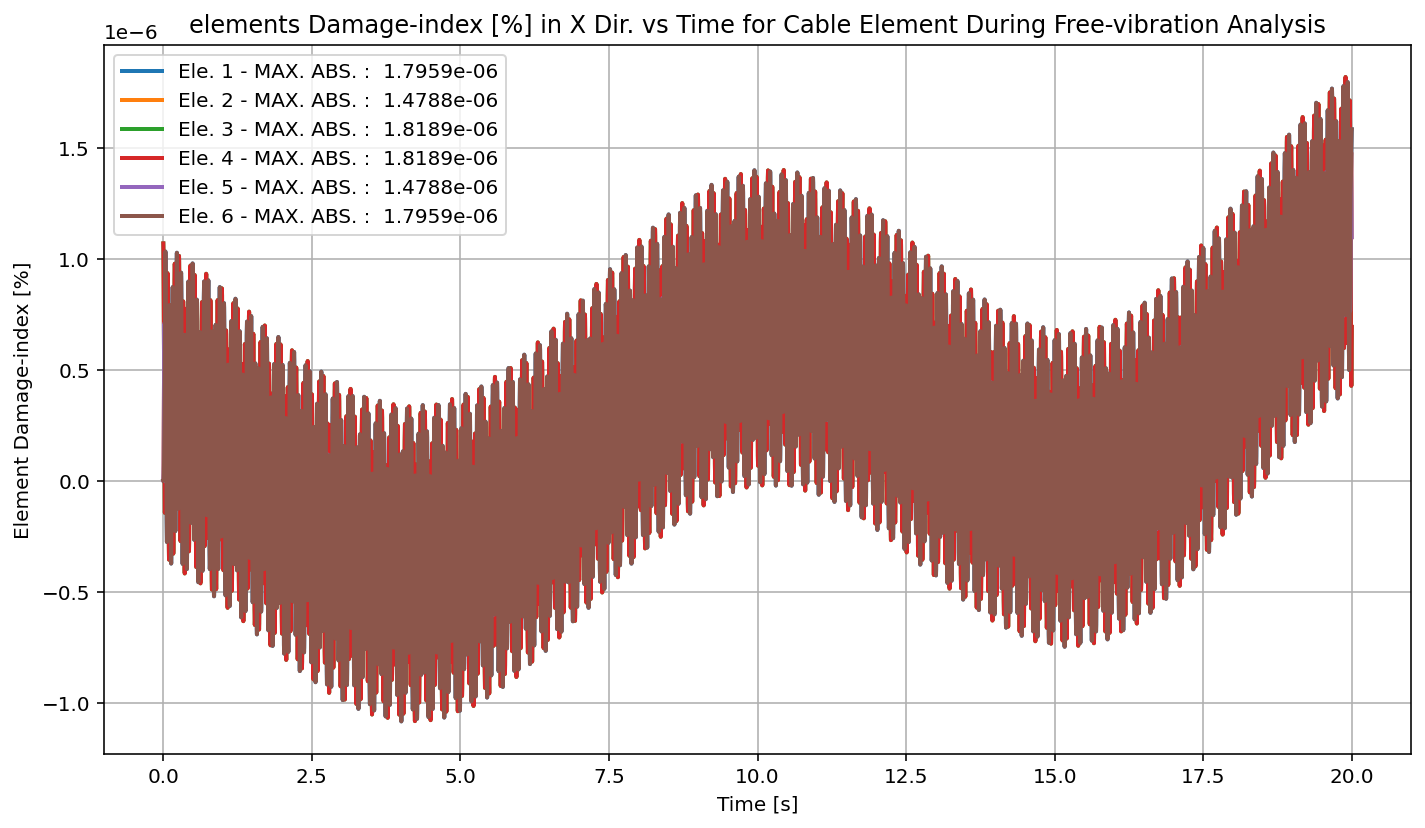 elements Damage-index [%] in X Dir. vs Time for Cable Element During Free-vibration Analysis
1e−6
Ele. 1 - MAX. ABS. :  1.7959e-06
Ele. 2 - MAX. ABS. :  1.4788e-06
Ele. 3 - MAX. ABS. :  1.8189e-06
Ele. 4 - MAX. ABS. :  1.8189e-06
Ele. 5 - MAX. ABS. :  1.4788e-06
Ele. 6 - MAX. ABS. :  1.7959e-06
Element Damage-index [%]
1.5
1.0
0.5
0.0
−0.5
−1.0
0.0 2.5 5.0 7.5 10.0 12.5 15.0 17.5 20.0
Time [s]